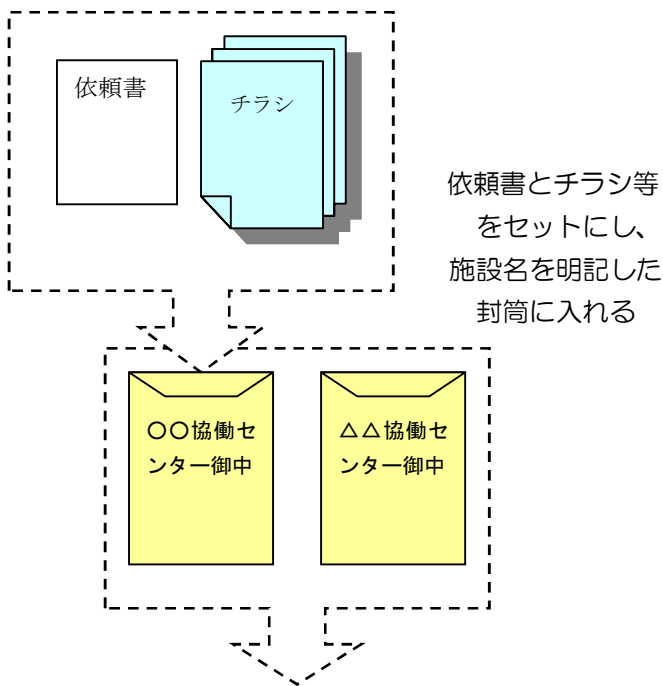 依頼書
チラシ
依頼書とチラシ等
をセットにし、
施設名を明記した
封筒に入れる
〇〇協働セ
ンター御中
△△協働セ
ンター御中